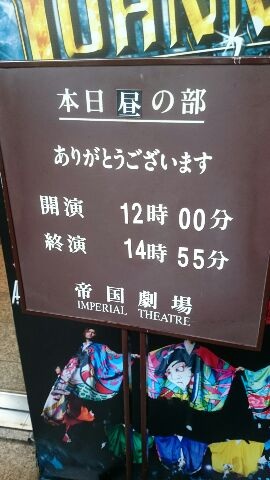 本日昼の部
ありがとうございます
開演 12時 00分
終演 14時 55分
帝国劇場
IMPERIAL THEATRE